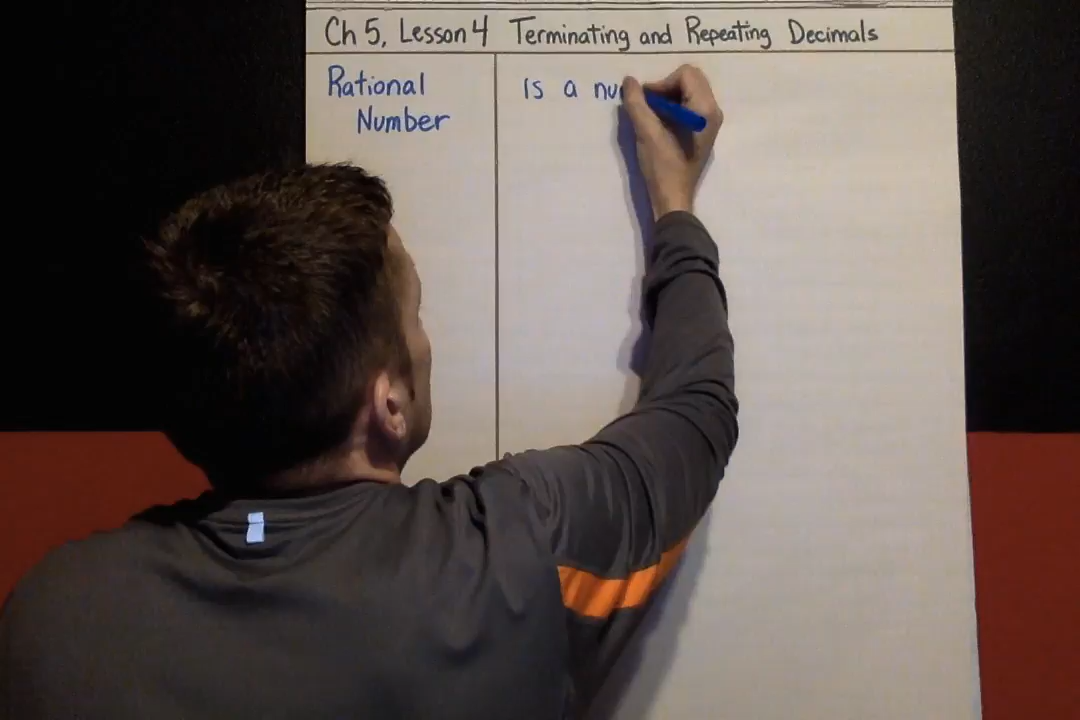 Ch 5, Lesson 4 Terminating and Repeating Decimals
Rational
Number
Is a